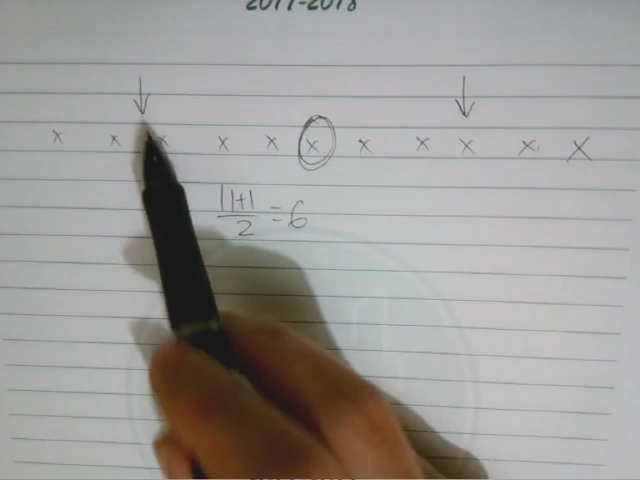 2017-2018
↓ ↓
x x x x x x x x x x x
11+1/2 = 6